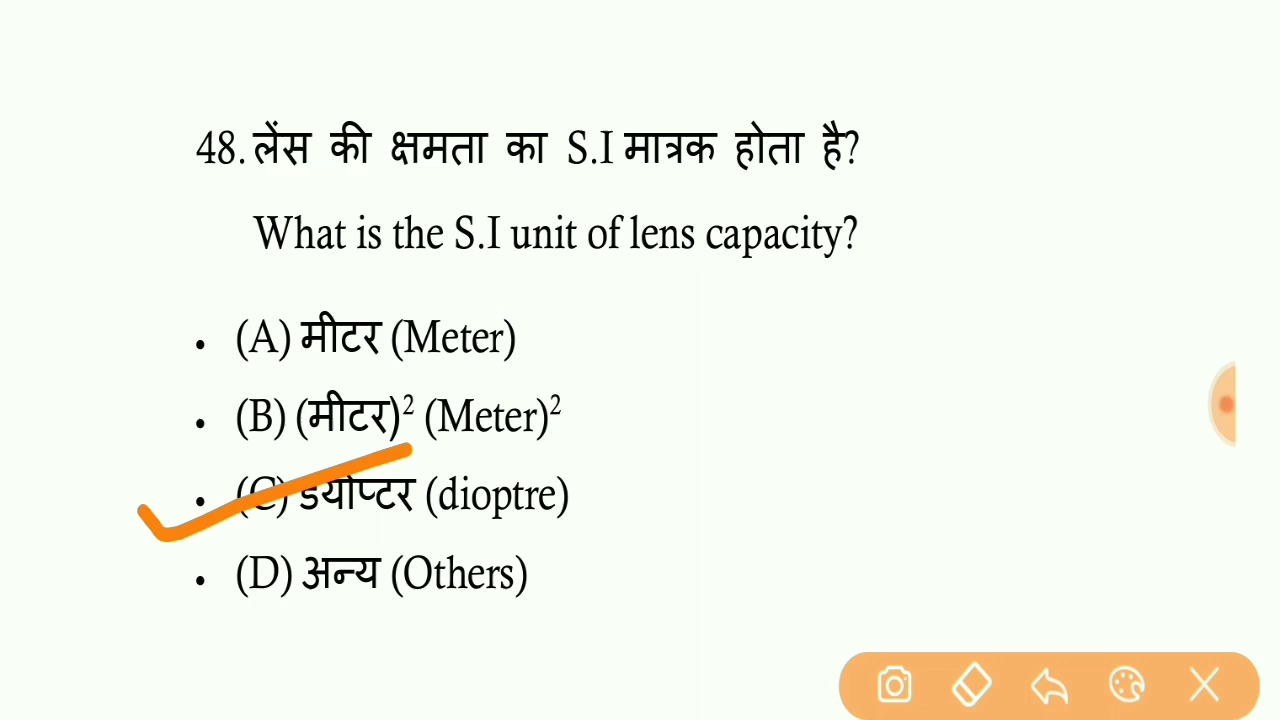 48. लेंस की क्षमता का S.I मात्रक होता है?
What is the S.I unit of lens capacity?
• (A) मीटर (Meter)
• (B) (मीटर)² (Meter)²
• (C) डयोप्टर (dioptre)
• (D) अन्य (Others)